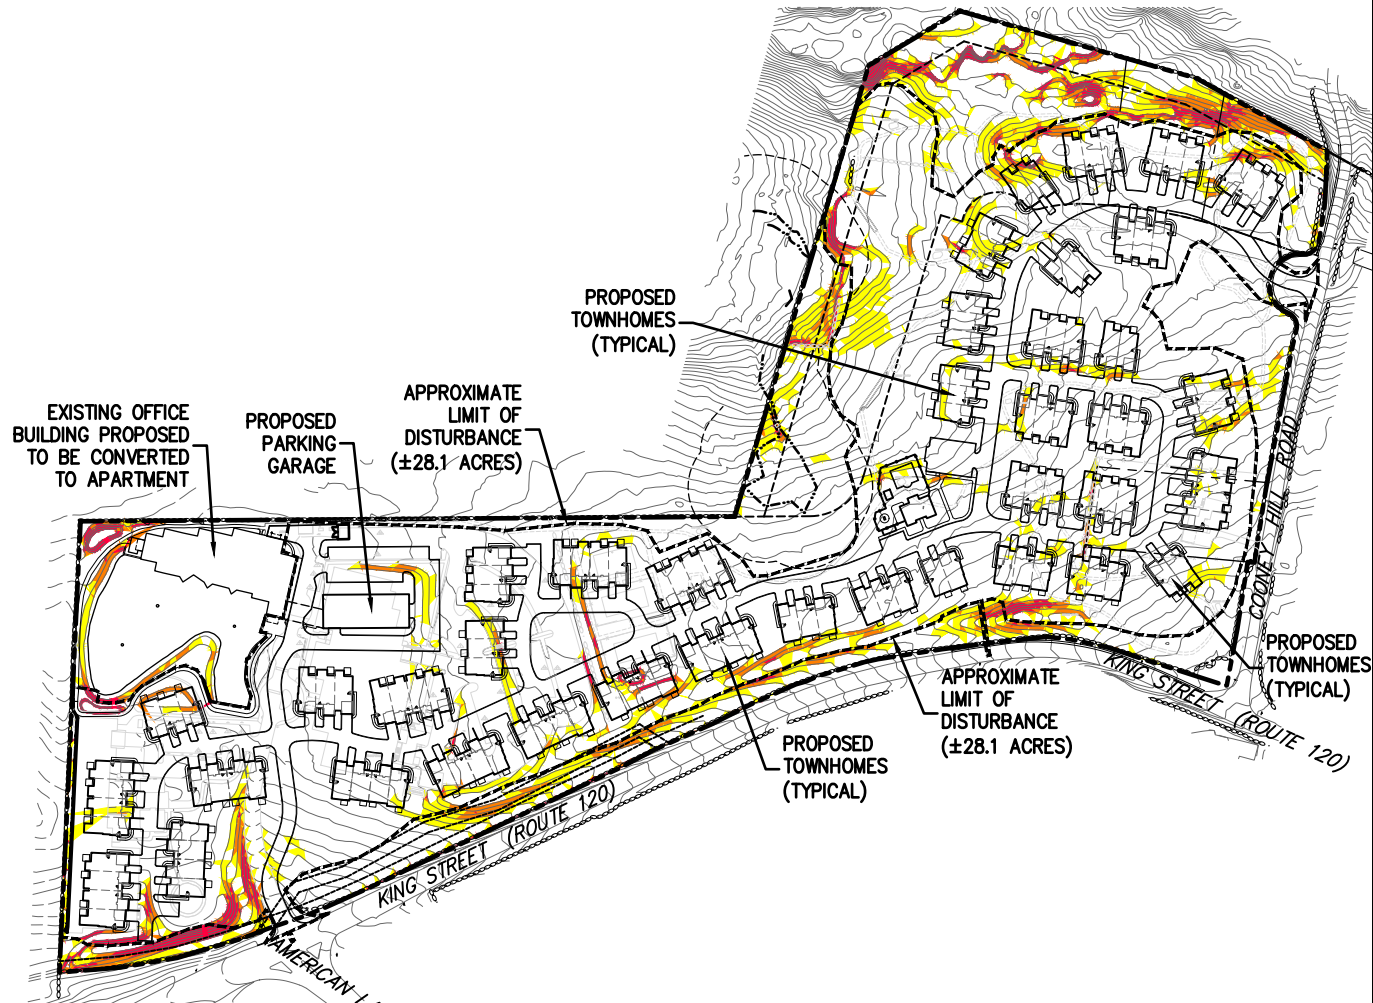 PROPOSED
TOWNHOMES
(TYPICAL)
APPROXIMATE
LIMIT OF
DISTURBANCE
(±28.1 ACRES)
EXISTING OFFICE
BUILDING PROPOSED
TO BE CONVERTED
TO APARTMENT
PROPOSED
PARKING
GARAGE
COONEY HILL ROAD
PROPOSED
TOWNHOMES
(TYPICAL)
KING STREET (ROUTE 120)
APPROXIMATE
LIMIT OF
DISTURBANCE
(±28.1 ACRES)
PROPOSED
TOWNHOMES
(TYPICAL)
KING STREET (ROUTE 120)
AMERICAN